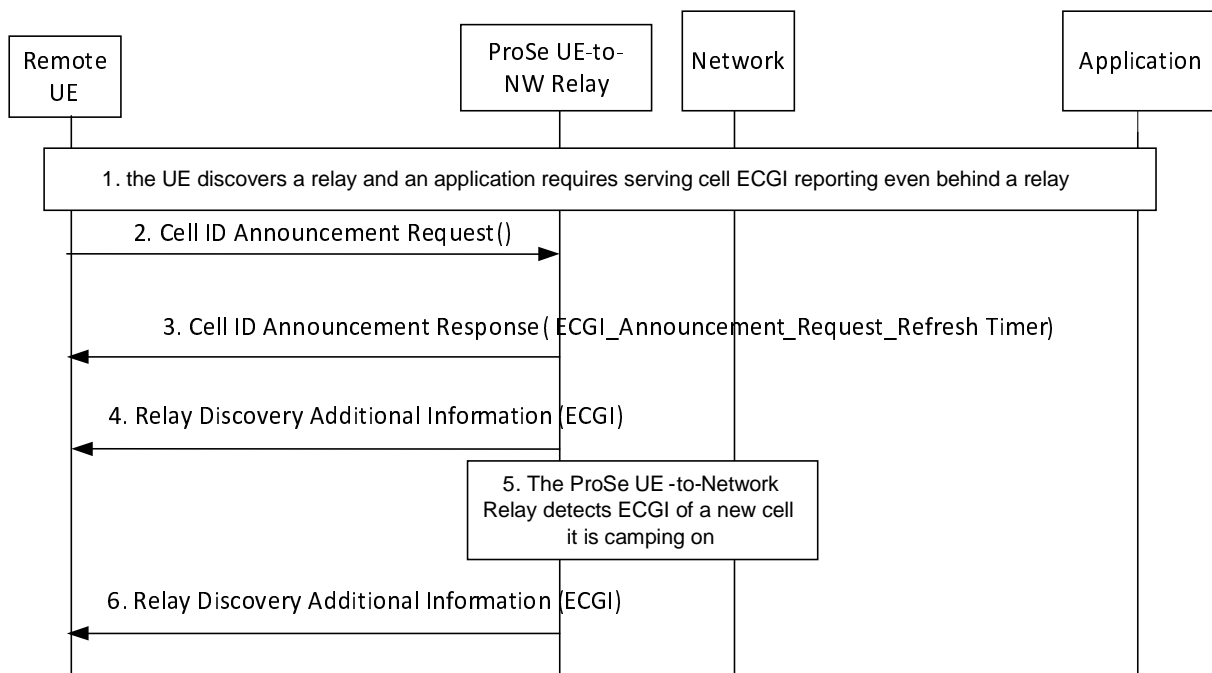 Remote
UE
ProSe UE-to-
NW Relay
Network
Application
1. the UE discovers a relay and an application requires serving cell ECGI reporting even behind a relay
2. Cell ID Announcement Request()
3. Cell ID Announcement Response( ECGI_Announcement_Request_Refresh Timer)
4. Relay Discovery Additional Information (ECGI)
5. The ProSe UE -to-Network
Relay detects ECGI of a new cell
it is camping on
6. Relay Discovery Additional Information (ECGI)